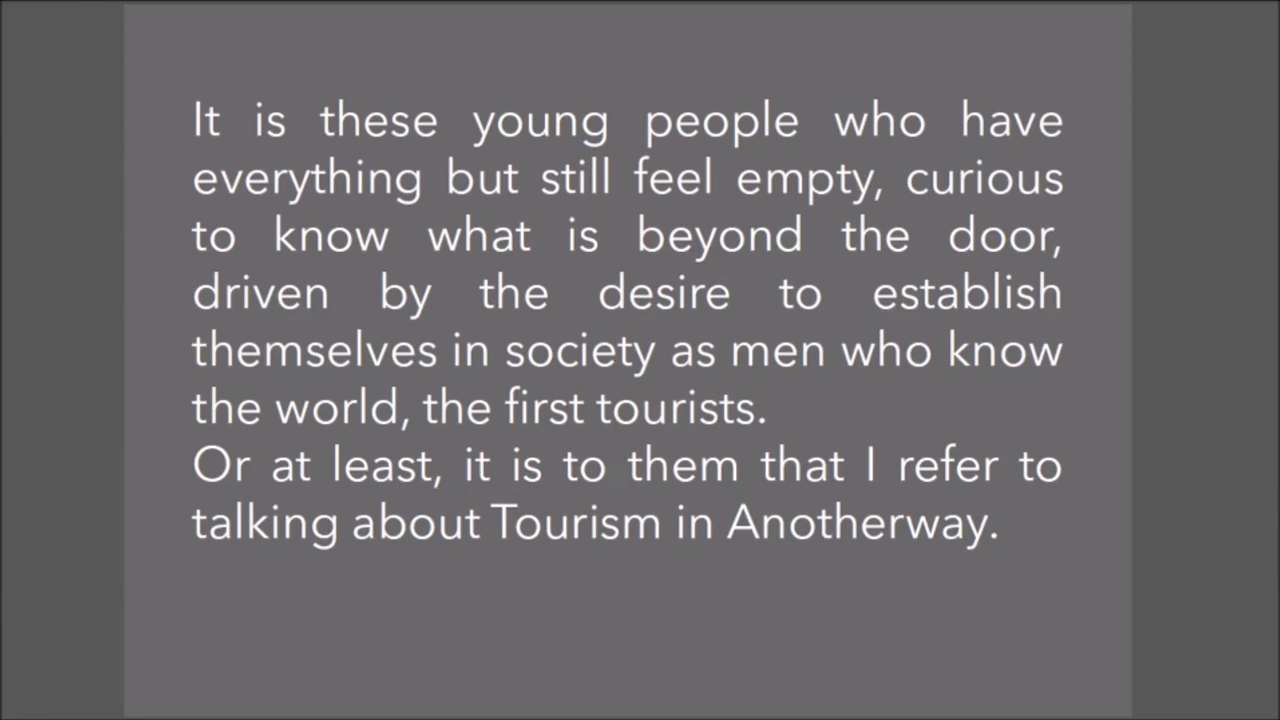 It is these young people who have
everything but still feel empty, curious
to know what is beyond the door,
driven by the desire to establish
themselves in society as men who know
the world, the first tourists.
Or at least, it is to them that I refer to
talking about Tourism in Anotherway.